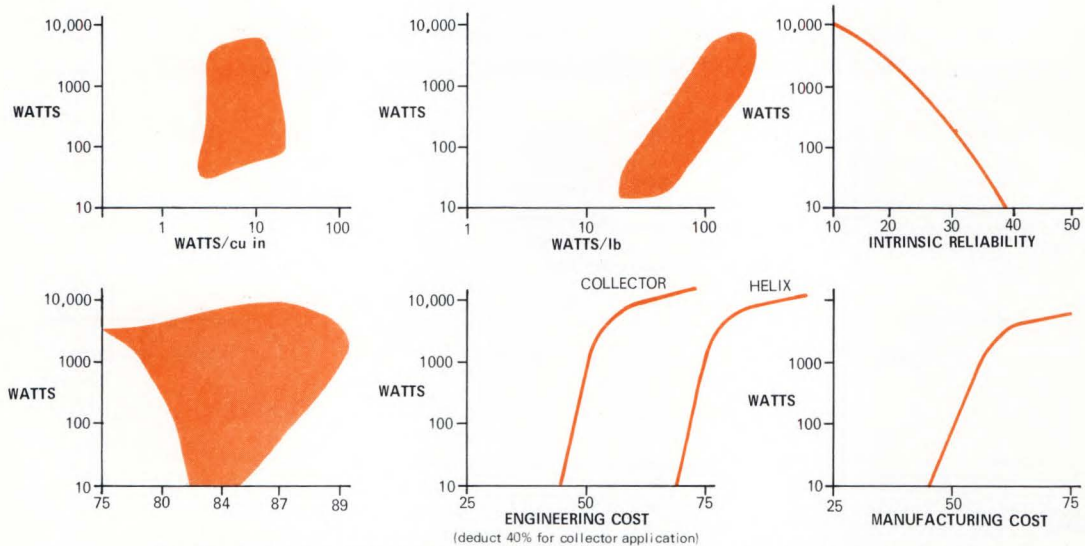 10,000
1000
WATTS
100
10
1 10 100
WATTS/cu in
10,000
1000
WATTS
100
10
1 10 100
WATTS/lb
10,000
1000
WATTS
100
10
10 20 30 40 50
INTRINSIC RELIABILITY
10,000
1000
WATTS
100
10
75 80 84 87 89
COLLECTOR HELIX
10,000
1000
WATTS
100
10
25 50 75
ENGINEERING COST
(deduct 40% for collector application)
10,000
1000
WATTS
100
10
25 50 75
MANUFACTURING COST